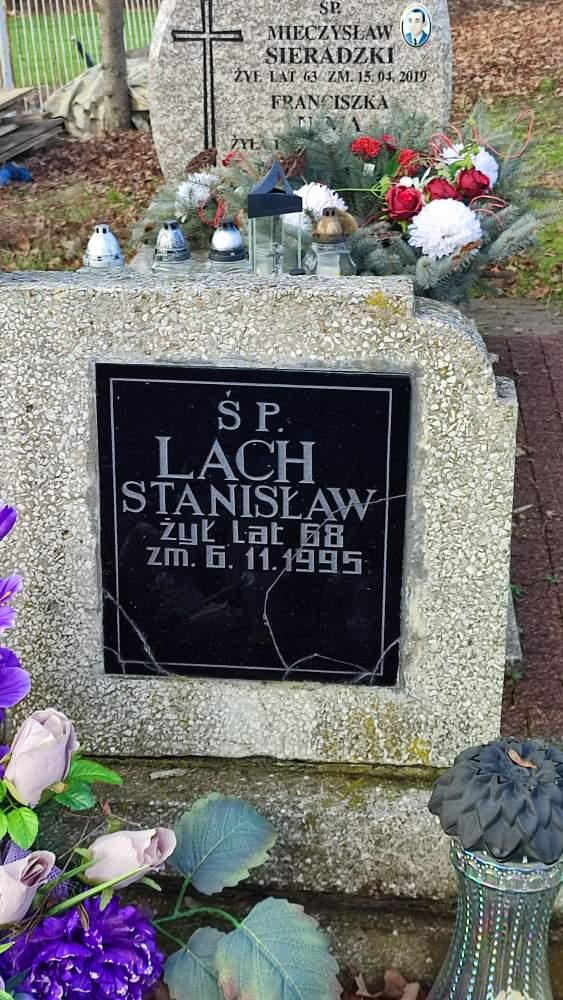 ŚP.
MIECZYSŁAW
SIERADZKI
ŻYŁ LAT 63 ZM. 15.04.2019
FRANCISZKA
Ś P.
LACH
STANISŁAW
żył lat 68
zm. 6. 11.1995